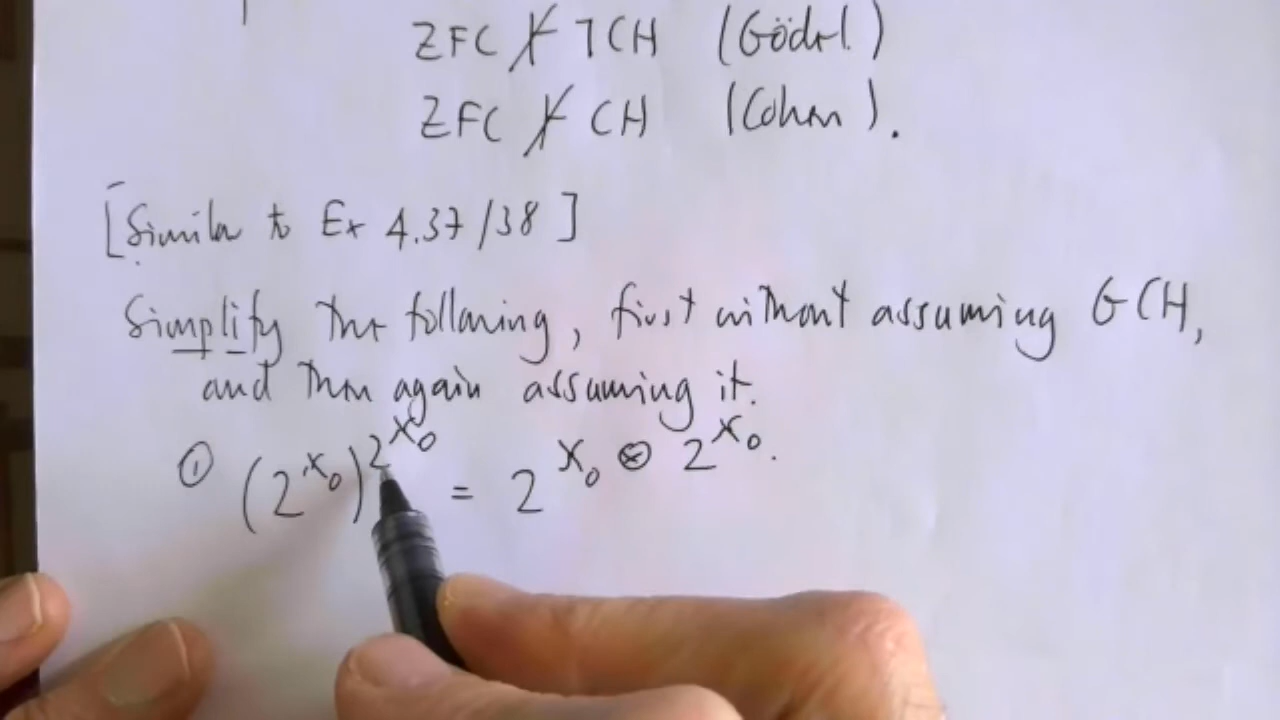 ZFC ⊬ ¬CH (Gödel)
ZFC ⊬ CH (Cohen).
[Similar to Ex 4.37/38]
Simplify the following, first without assuming GCH,
and then again assuming it.
① (2^ℵ₀)^2^ℵ₀ = 2^ℵ₀ ⊗ 2^ℵ₀.